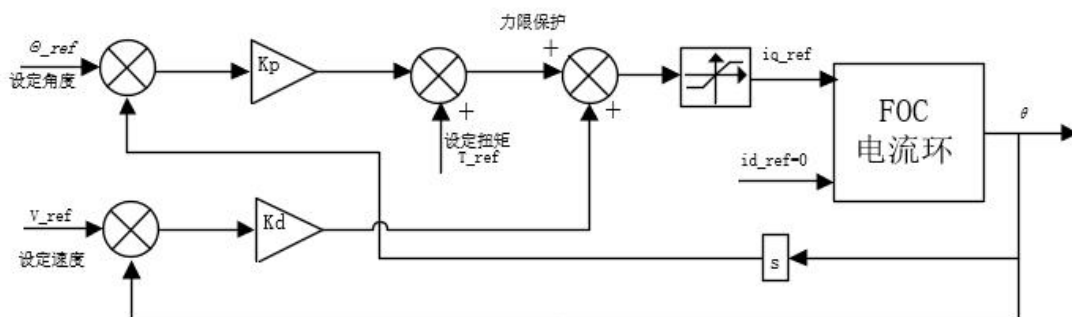 力限保护
Θ_ref
设定角度
Kp
+
+
+
+
设定扭矩
T_ref
iq_ref
FOC
电流环
id_ref=0
θ
V_ref
设定速度
Kd
s